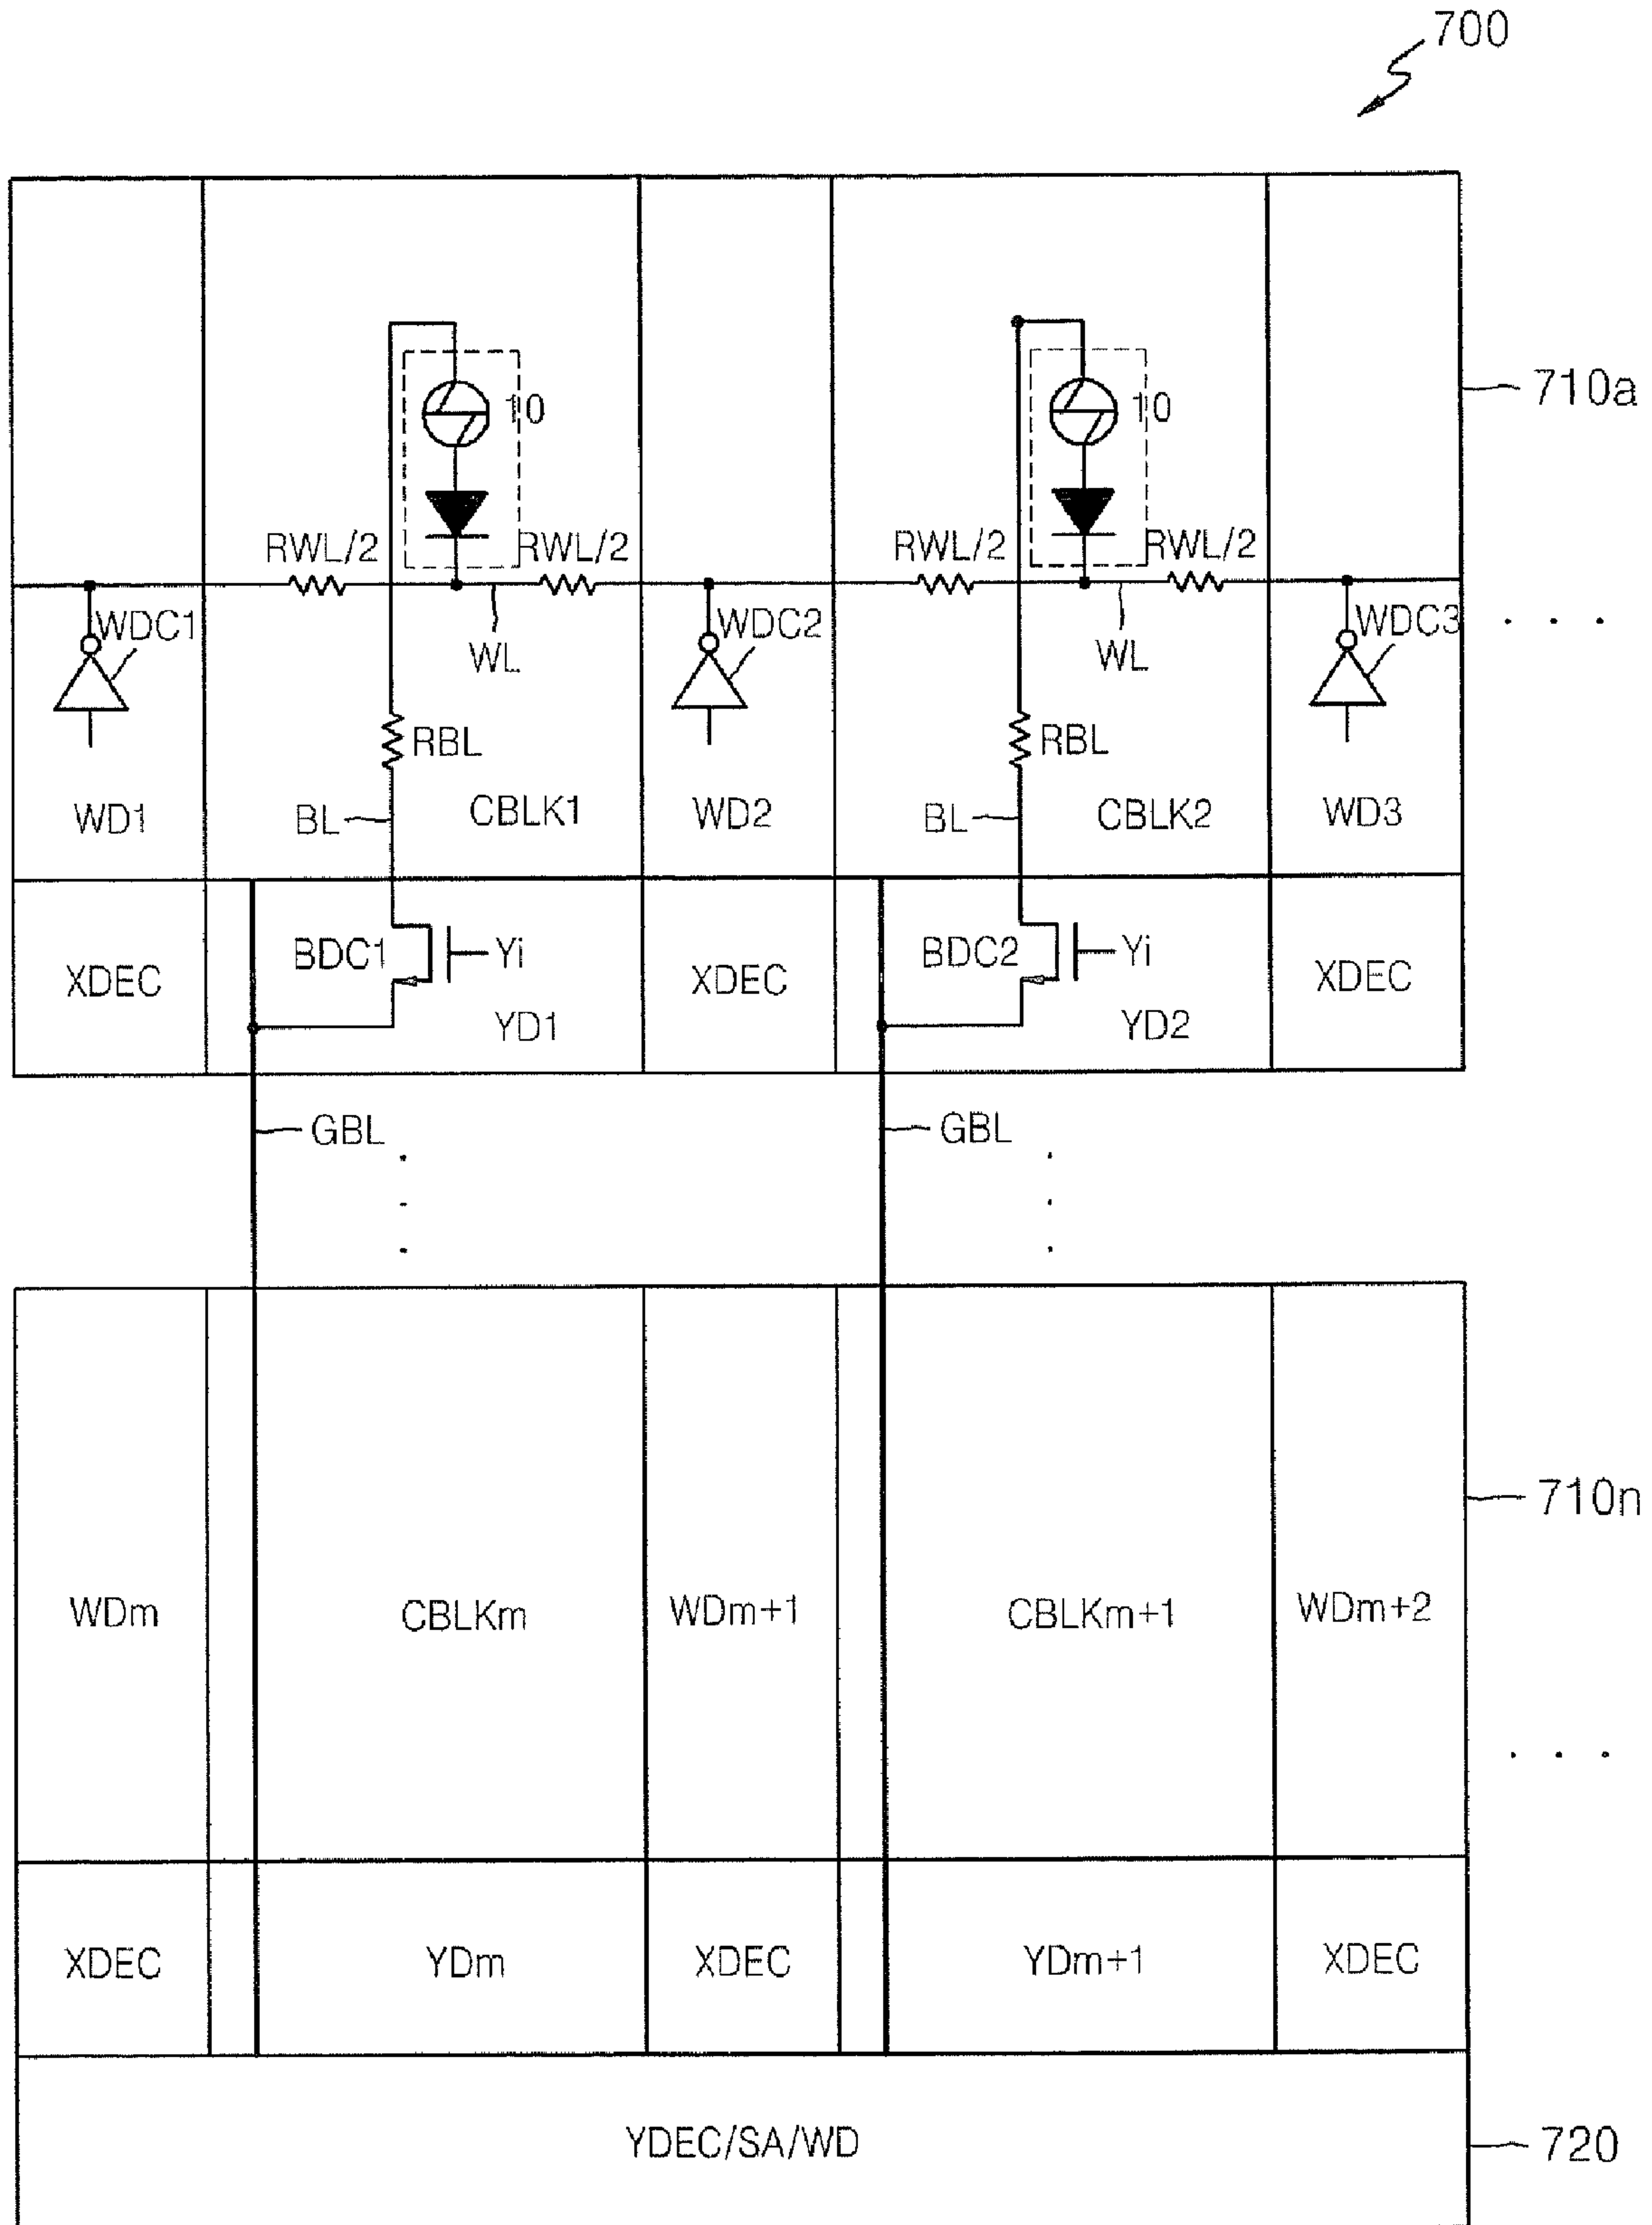 700
710a
10
10
RWL/2
RWL/2
RWL/2
RWL/2
WDC1
WL
WDC2
WL
WDC3
RBL
RBL
WD1
BL
CBLK1
WD2
BL
CBLK2
WD3
XDEC
BDC1
Yi
YD1
XDEC
BDC2
Yi
YD2
XDEC
GBL
GBL
710n
WDm
CBLKm
WDm+1
CBLKm+1
WDm+2
XDEC
YDm
XDEC
YDm+1
XDEC
YDEC/SA/WD
720